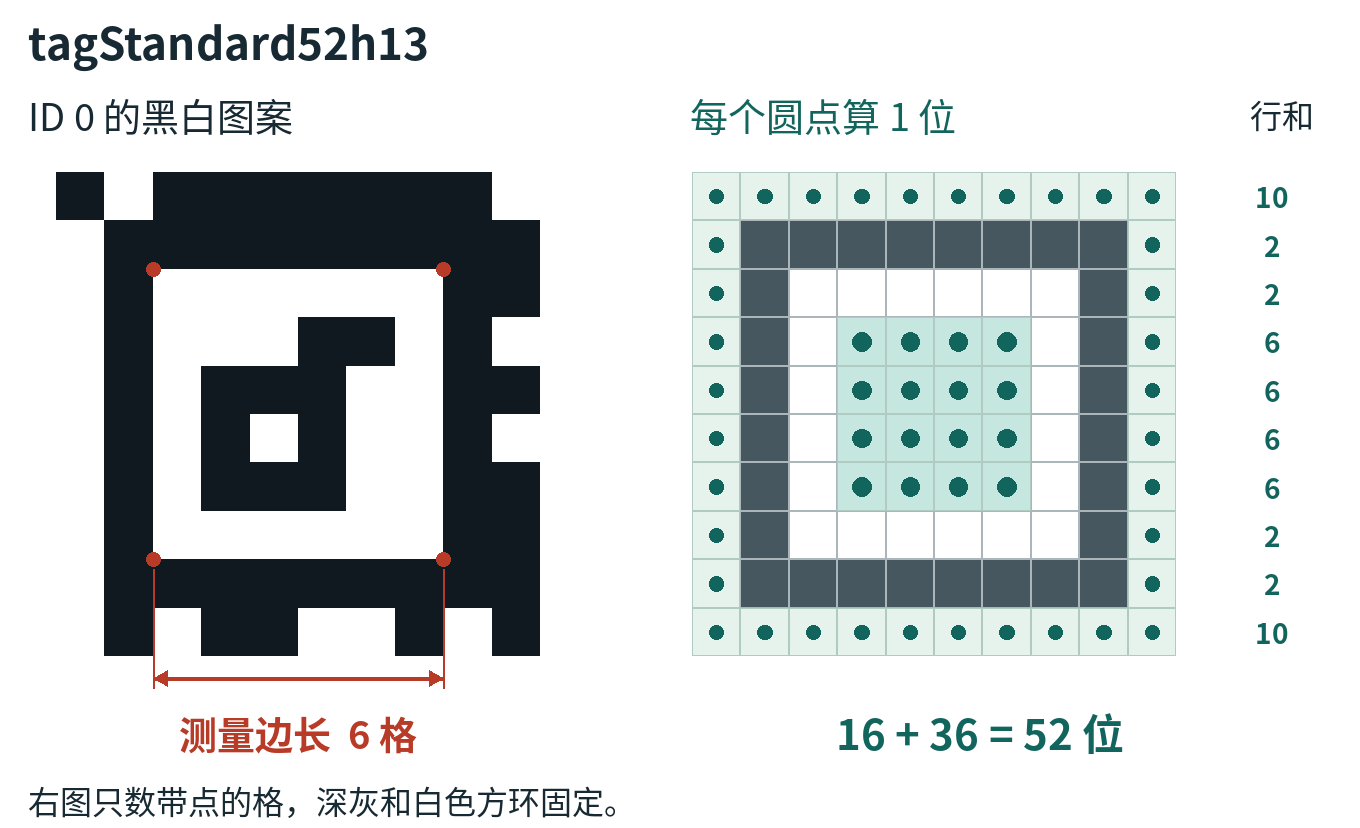 tagStandard52h13
ID 0 的黑白图案
每个圆点算 1 位
行和
10
2
2
6
6
6
6
2
2
10
测量边长 6 格
16 + 36 = 52 位
右图只数带点的格，深灰和白色方环固定。